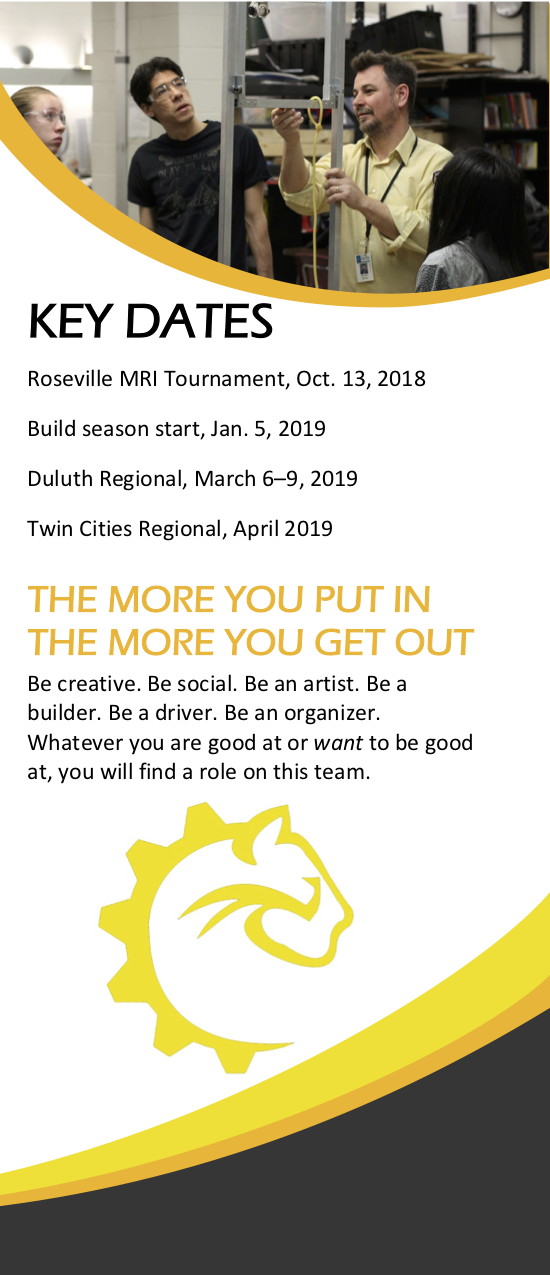 KEY DATES
Roseville MRI Tournament, Oct. 13, 2018
Build season start, Jan. 5, 2019
Duluth Regional, March 6–9, 2019
Twin Cities Regional, April 2019
THE MORE YOU PUT IN
THE MORE YOU GET OUT
Be creative. Be social. Be an artist. Be a
builder. Be a driver. Be an organizer.
Whatever you are good at or want to be good
at, you will find a role on this team.